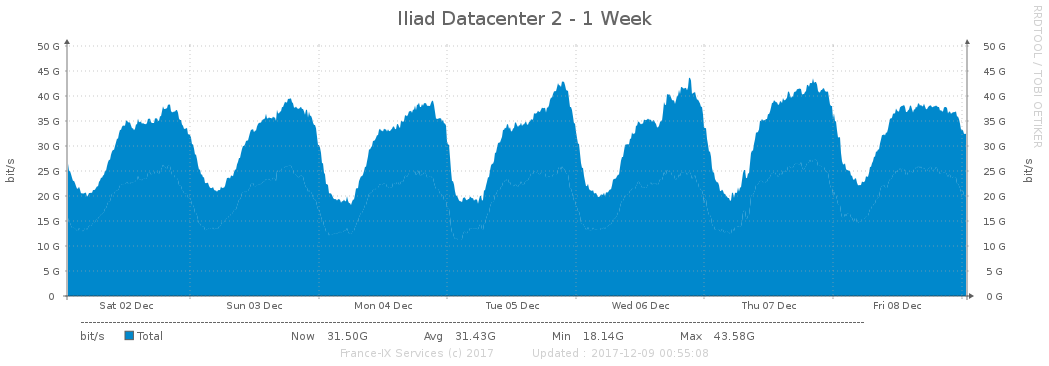 Iliad Datacenter 2 - 1 Week
RRDTOOL / TOBI OETIKER
bit/s
50 G
45 G
40 G
35 G
30 G
25 G
20 G
15 G
10 G
5 G
0
50 G
45 G
40 G
35 G
30 G
25 G
20 G
15 G
10 G
5 G
0 G
bit/s
Sat 02 Dec Sun 03 Dec Mon 04 Dec Tue 05 Dec Wed 06 Dec Thu 07 Dec Fri 08 Dec
bit/s Total Now 31.50G Avg 31.43G Min 18.14G Max 43.58G
France-IX Services (c) 2017 Updated : 2017-12-09 00:55:08